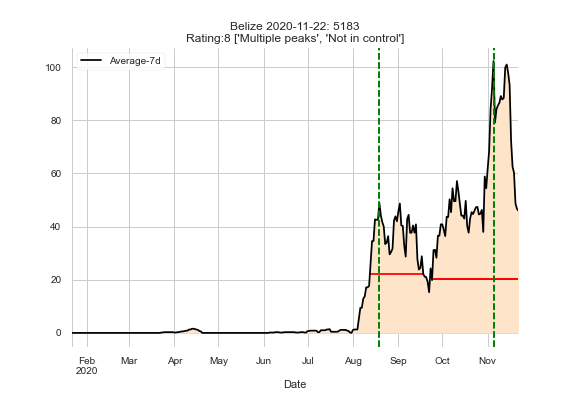 Belize 2020-11-22: 5183
Rating:8 ['Multiple peaks', 'Not in control']
Average-7d
100
80
60
40
20
0
Feb Mar Apr May Jun Jul Aug Sep Oct Nov
2020
Date